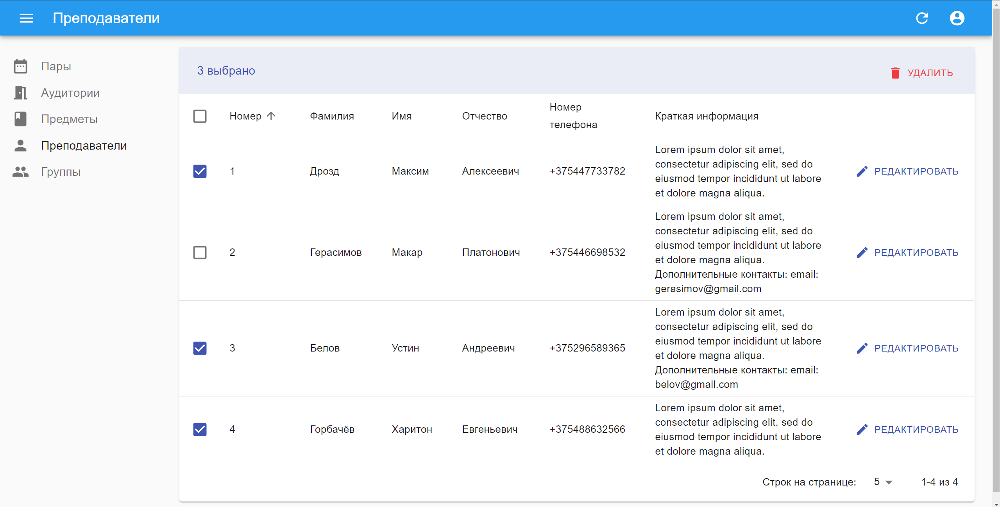 Преподаватели
Пары
Аудитории
Предметы
Преподаватели
Группы
3 выбрано
УДАЛИТЬ
Номер Фамилия Имя Отчество Номер телефона Краткая информация
1 Дрозд Максим Алексеевич +375447733782
Lorem ipsum dolor sit amet,
consectetur adipiscing elit, sed do
eiusmod tempor incididunt ut labore
et dolore magna aliqua.
РЕДАКТИРОВАТЬ
2 Герасимов Макар Платонович +375446698532
Lorem ipsum dolor sit amet,
consectetur adipiscing elit, sed do
eiusmod tempor incididunt ut labore
et dolore magna aliqua.
Дополнительные контакты: email:
gerasimov@gmail.com
РЕДАКТИРОВАТЬ
3 Белов Устин Андреевич +375296589365
Lorem ipsum dolor sit amet,
consectetur adipiscing elit, sed do
eiusmod tempor incididunt ut labore
et dolore magna aliqua.
Дополнительные контакты: email:
belov@gmail.com
РЕДАКТИРОВАТЬ
4 Горбачёв Харитон Евгеньевич +375488632566
Lorem ipsum dolor sit amet,
consectetur adipiscing elit, sed do
eiusmod tempor incididunt ut labore
et dolore magna aliqua.
РЕДАКТИРОВАТЬ
Строк на странице: 5 1-4 из 4